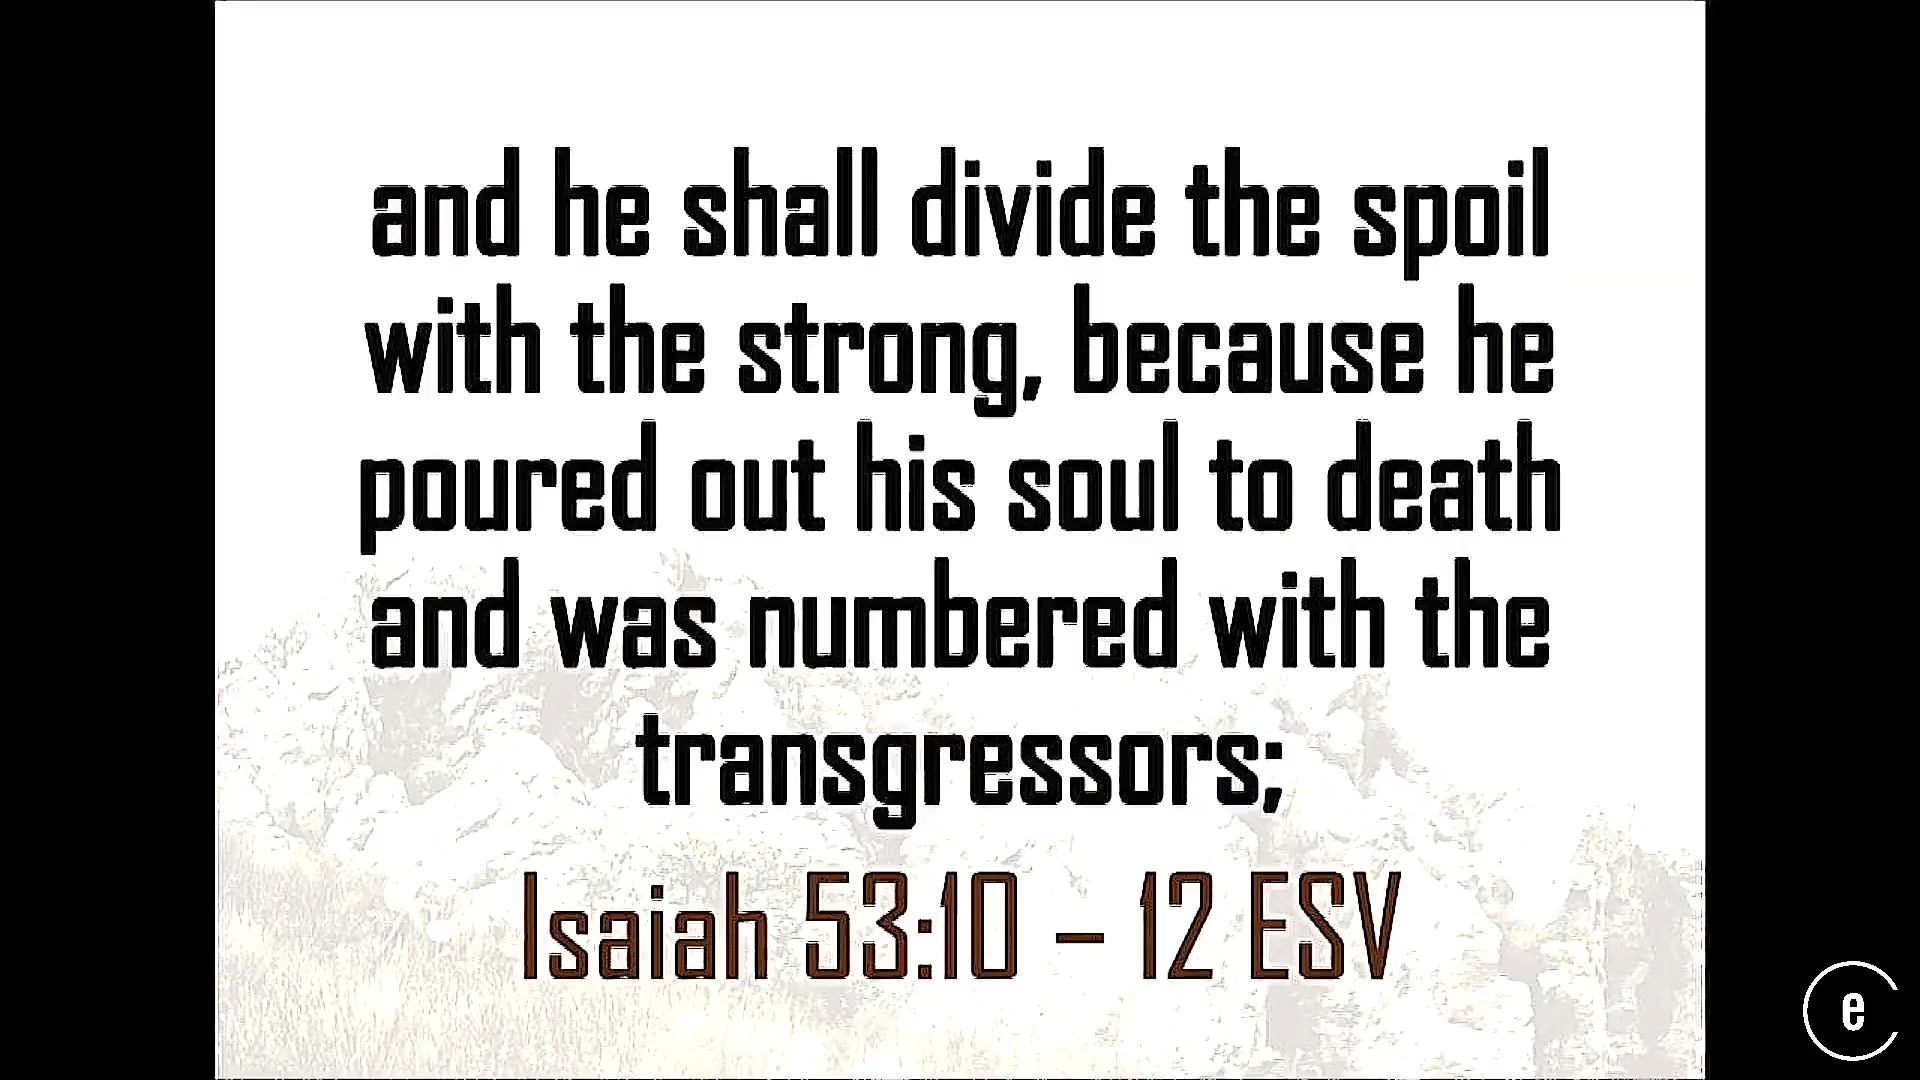 and he shall divide the spoil
with the strong, because he
poured out his soul to death
and was numbered with the
transgressors;
Isaiah 53:10 – 12 ESV
e